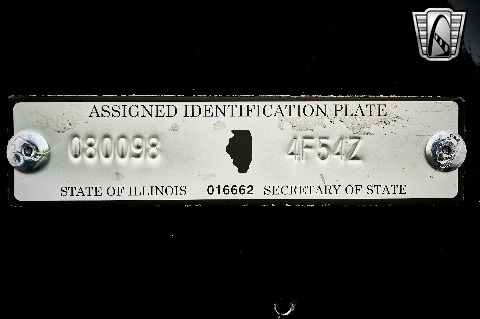 ASSIGNED IDENTIFICATION PLATE
080098 4F54Z
STATE OF ILLINOIS 016662 SECRETARY OF STATE